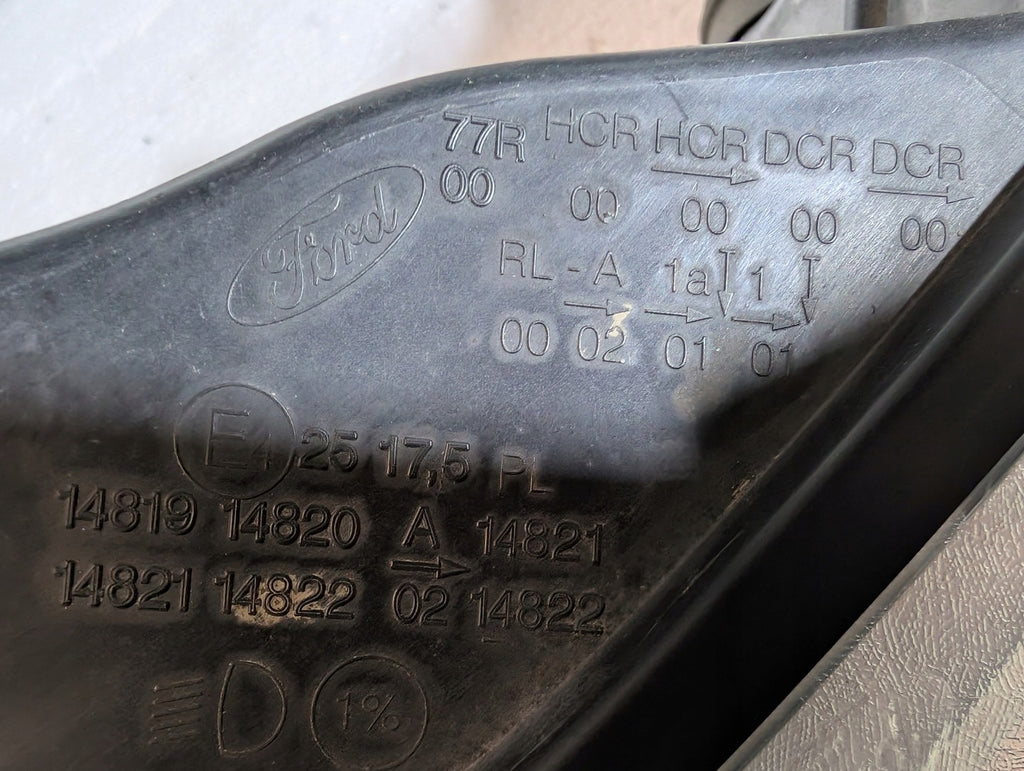 77R HCR HCR DCR DCR
00 00 00 00 00
Ford
RL - A 1a 1
00 02 01 01
E4 25 17,5 PL
14819 14820 A 14821
14821 14822 02 14822
1%